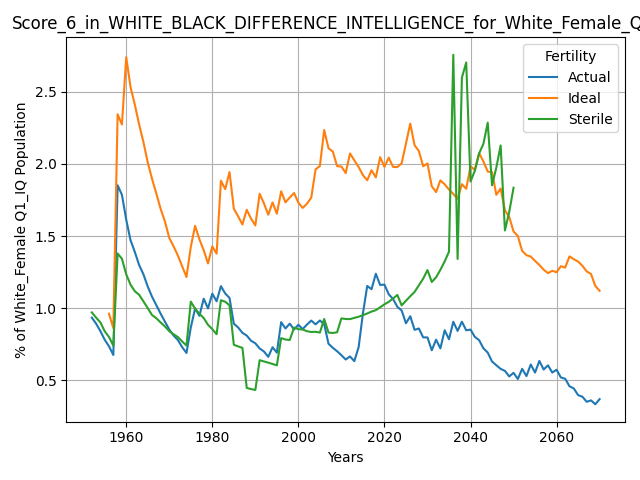 Score_6_in_WHITE_BLACK_DIFFERENCE_INTELLIGENCE_for_White_Female_Q
Fertility
Actual
Ideal
Sterile
% of White_Female Q1_IQ Population
2.5
2.0
1.5
1.0
0.5
1960 1980 2000 2020 2040 2060
Years